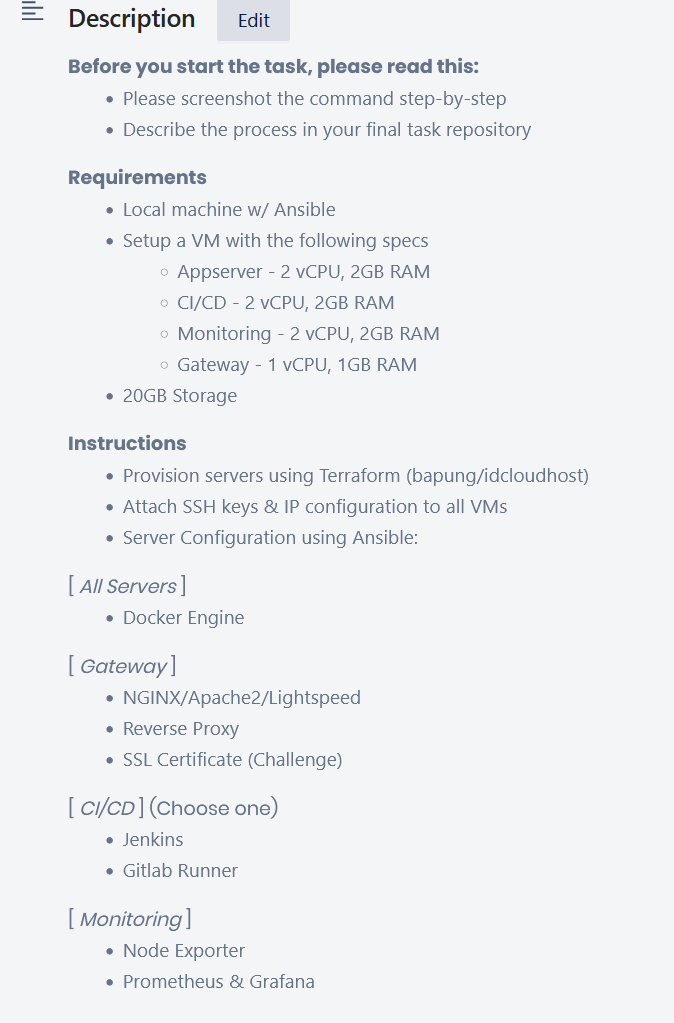 Description Edit
Before you start the task, please read this:
Please screenshot the command step-by-step
Describe the process in your final task repository
Requirements
Local machine w/ Ansible
Setup a VM with the following specs
Appserver - 2 vCPU, 2GB RAM
CI/CD - 2 vCPU, 2GB RAM
Monitoring - 2 vCPU, 2GB RAM
Gateway - 1 vCPU, 1GB RAM
20GB Storage
Instructions
Provision servers using Terraform (bapung/idcloudhost)
Attach SSH keys & IP configuration to all VMs
Server Configuration using Ansible:
[ All Servers ]
Docker Engine
[ Gateway ]
NGINX/Apache2/Lightspeed
Reverse Proxy
SSL Certificate (Challenge)
[ CI/CD ] (Choose one)
Jenkins
Gitlab Runner
[ Monitoring ]
Node Exporter
Prometheus & Grafana